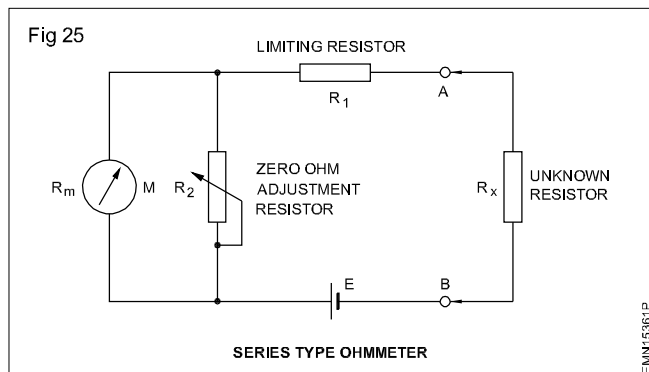 Fig 25
LIMITING RESISTOR
R1
A
Rm
M
R2
ZERO OHM
ADJUSTMENT
RESISTOR
Rx
UNKNOWN
RESISTOR
E
B
SERIES TYPE OHMMETER
EMN15361P